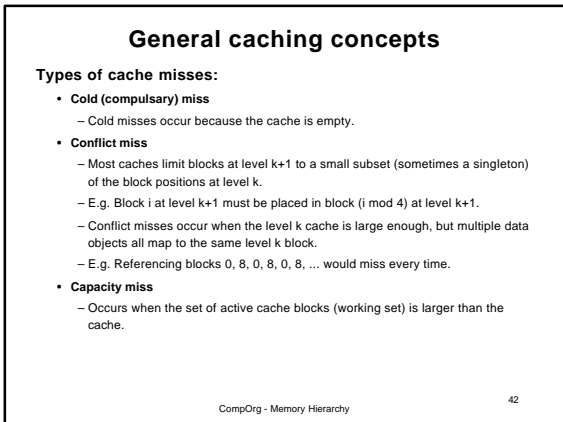 General caching concepts
Types of cache misses:
• Cold (compulsary) miss
– Cold misses occur because the cache is empty.
• Conflict miss
– Most caches limit blocks at level k+1 to a small subset (sometimes a singleton)
of the block positions at level k.
– E.g. Block i at level k+1 must be placed in block (i mod 4) at level k+1.
– Conflict misses occur when the level k cache is large enough, but multiple data
objects all map to the same level k block.
– E.g. Referencing blocks 0, 8, 0, 8, 0, 8, ... would miss every time.
• Capacity miss
– Occurs when the set of active cache blocks (working set) is larger than the
cache.
42
CompOrg - Memory Hierarchy